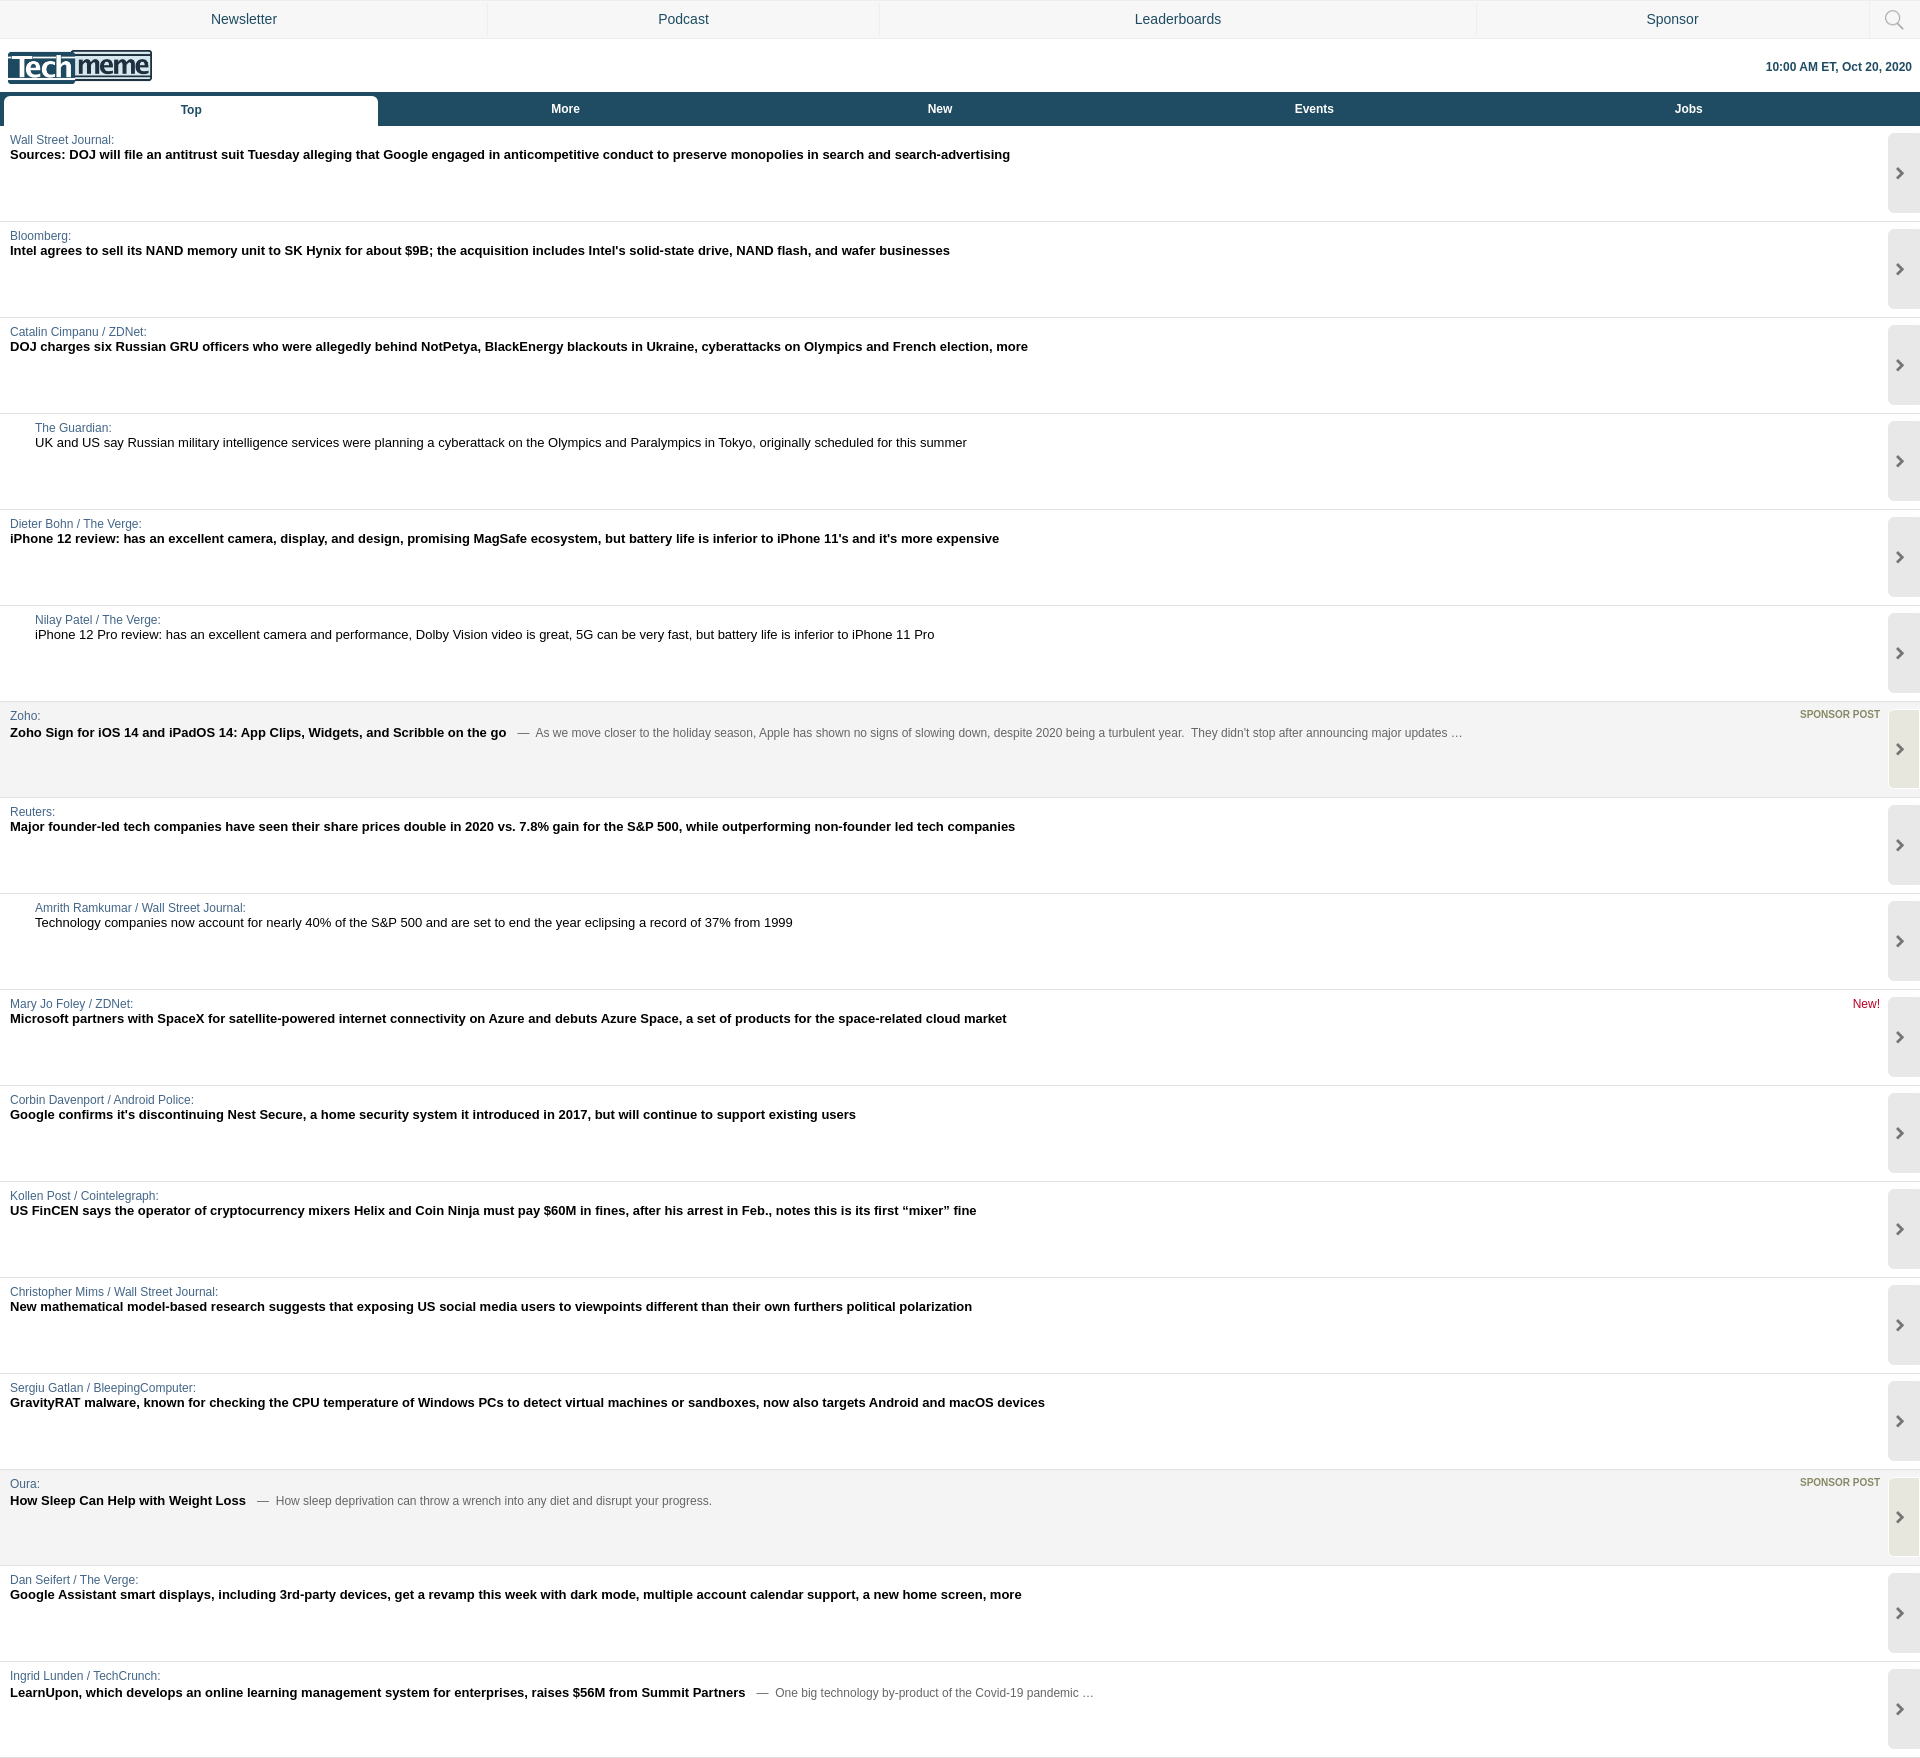 Newsletter
Podcast
Leaderboards
Sponsor
Techmeme
10:00 AM ET, Oct 20, 2020
Top
More
New
Events
Jobs
Wall Street Journal:
Sources: DOJ will file an antitrust suit Tuesday alleging that Google engaged in anticompetitive conduct to preserve monopolies in search and search-advertising
Bloomberg:
Intel agrees to sell its NAND memory unit to SK Hynix for about $9B; the acquisition includes Intel's solid-state drive, NAND flash, and wafer businesses
Catalin Cimpanu / ZDNet:
DOJ charges six Russian GRU officers who were allegedly behind NotPetya, BlackEnergy blackouts in Ukraine, cyberattacks on Olympics and French election, more
The Guardian:
UK and US say Russian military intelligence services were planning a cyberattack on the Olympics and Paralympics in Tokyo, originally scheduled for this summer
Dieter Bohn / The Verge:
iPhone 12 review: has an excellent camera, display, and design, promising MagSafe ecosystem, but battery life is inferior to iPhone 11's and it's more expensive
Nilay Patel / The Verge:
iPhone 12 Pro review: has an excellent camera and performance, Dolby Vision video is great, 5G can be very fast, but battery life is inferior to iPhone 11 Pro
Zoho:
SPONSOR POST
Zoho Sign for iOS 14 and iPadOS 14: App Clips, Widgets, and Scribble on the go — As we move closer to the holiday season, Apple has shown no signs of slowing down, despite 2020 being a turbulent year. They didn't stop after announcing major updates …
Reuters:
Major founder-led tech companies have seen their share prices double in 2020 vs. 7.8% gain for the S&P 500, while outperforming non-founder led tech companies
Amrith Ramkumar / Wall Street Journal:
Technology companies now account for nearly 40% of the S&P 500 and are set to end the year eclipsing a record of 37% from 1999
Mary Jo Foley / ZDNet:
New!
Microsoft partners with SpaceX for satellite-powered internet connectivity on Azure and debuts Azure Space, a set of products for the space-related cloud market
Corbin Davenport / Android Police:
Google confirms it's discontinuing Nest Secure, a home security system it introduced in 2017, but will continue to support existing users
Kollen Post / Cointelegraph:
US FinCEN says the operator of cryptocurrency mixers Helix and Coin Ninja must pay $60M in fines, after his arrest in Feb., notes this is its first “mixer” fine
Christopher Mims / Wall Street Journal:
New mathematical model-based research suggests that exposing US social media users to viewpoints different than their own furthers political polarization
Sergiu Gatlan / BleepingComputer:
GravityRAT malware, known for checking the CPU temperature of Windows PCs to detect virtual machines or sandboxes, now also targets Android and macOS devices
Oura:
SPONSOR POST
How Sleep Can Help with Weight Loss — How sleep deprivation can throw a wrench into any diet and disrupt your progress.
Dan Seifert / The Verge:
Google Assistant smart displays, including 3rd-party devices, get a revamp this week with dark mode, multiple account calendar support, a new home screen, more
Ingrid Lunden / TechCrunch:
LearnUpon, which develops an online learning management system for enterprises, raises $56M from Summit Partners — One big technology by-product of the Covid-19 pandemic …